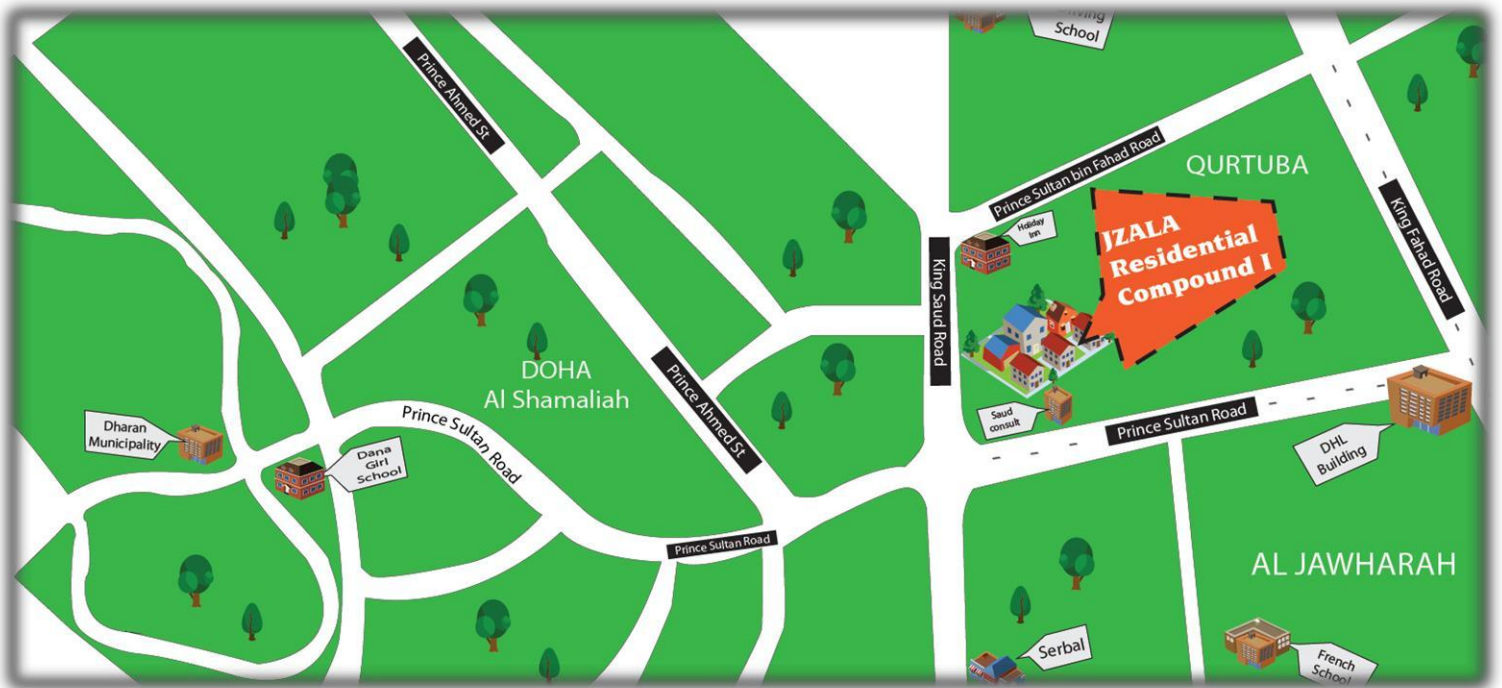 Driving
School
Prince Ahmed St
Prince Sultan bin Fahad Road
QURTUBA
King Fahad Road
Holiday
Inn
JZALA
Residential
Compound I
King Saud Road
DOHA
Al Shamaliah
Prince Ahmed St
Saud
consult
Prince Sultan Road
Prince Sultan Road
Dharan
Municipality
Dana
Girl
School
DHL
Building
Prince Sultan Road
AL JAWHARAH
Serbal
French
School